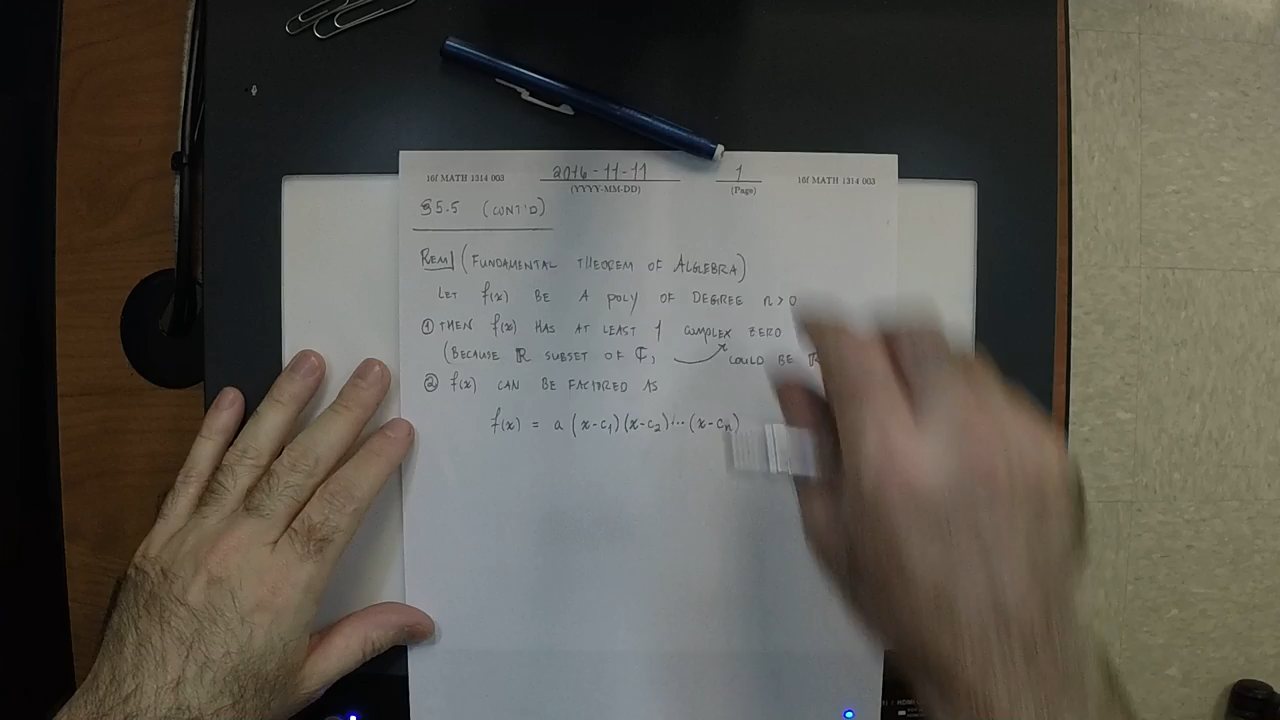 16f MATH 1314 003 2016-11-11 1 16f MATH 1314 003
(YYYY-MM-DD) (Page)
§5.5 (CONT'D)
REM (FUNDAMENTAL THEOREM OF ALGEBRA)
LET f(x) BE A POLY OF DEGREE n>0
① THEN f(x) HAS AT LEAST 1 COMPLEX ZERO
(BECAUSE ℝ SUBSET OF ℂ, COULD BE ℝ
② f(x) CAN BE FACTORED AS
f(x) = a (x-c₁)(x-c₂)...(x-cₙ)